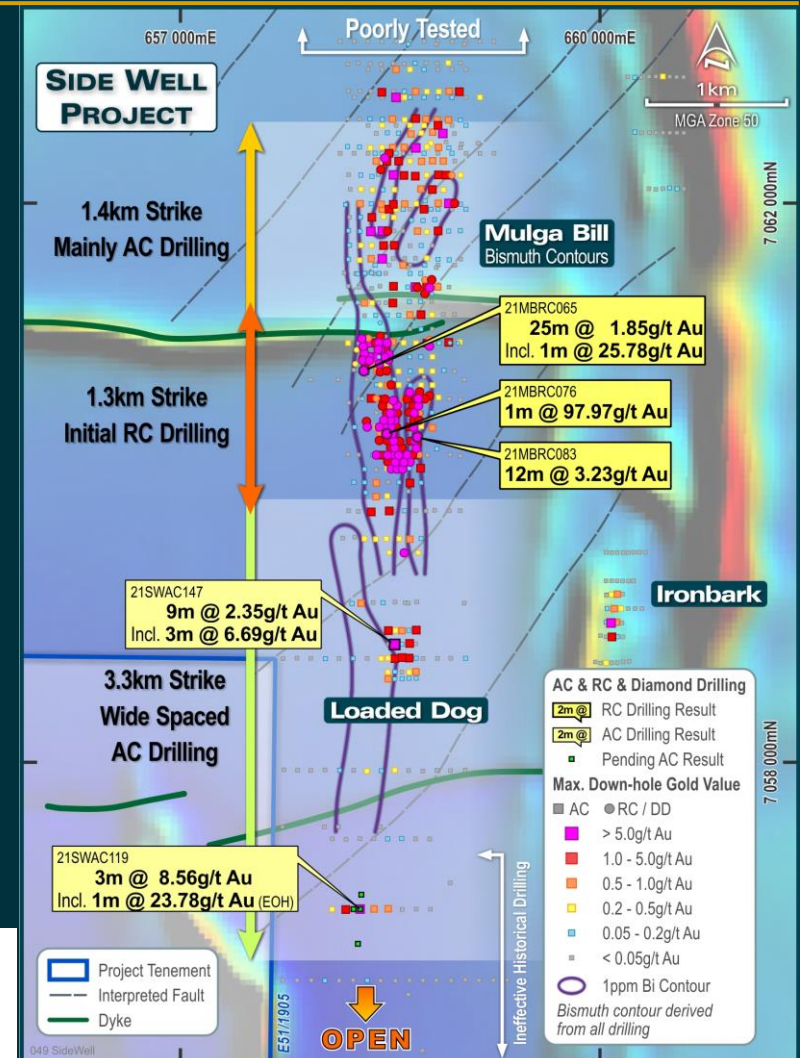 657 000mE
Poorly Tested
660 000mE
SIDE WELL
PROJECT
1km
MGA Zone 50
1.4km Strike
Mainly AC Drilling
7 062 000mN
Mulga Bill
Bismuth Contours
21MBRC065
25m @ 1.85g/t Au
Incl. 1m @ 25.78g/t Au
1.3km Strike
Initial RC Drilling
21MBRC076
1m @ 97.97g/t Au
21MBRC083
12m @ 3.23g/t Au
21SWAC147
9m @ 2.35g/t Au
Incl. 3m @ 6.69g/t Au
Ironbark
3.3km Strike
Wide Spaced
AC Drilling
Loaded Dog
7 058 000mN
21SWAC119
3m @ 8.56g/t Au
Incl. 1m @ 23.78g/t Au (EOH)
Ineffective Historical Drilling
E51/1905
OPEN
AC & RC & Diamond Drilling
2m @ RC Drilling Result
2m @ AC Drilling Result
Pending AC Result
Max. Down-hole Gold Value
AC RC / DD
> 5.0g/t Au
1.0 - 5.0g/t Au
0.5 - 1.0g/t Au
0.2 - 0.5g/t Au
0.05 - 0.2g/t Au
< 0.05g/t Au
1ppm Bi Contour
Bismuth contour derived
from all drilling
Project Tenement
Interpreted Fault
Dyke
049 SideWell